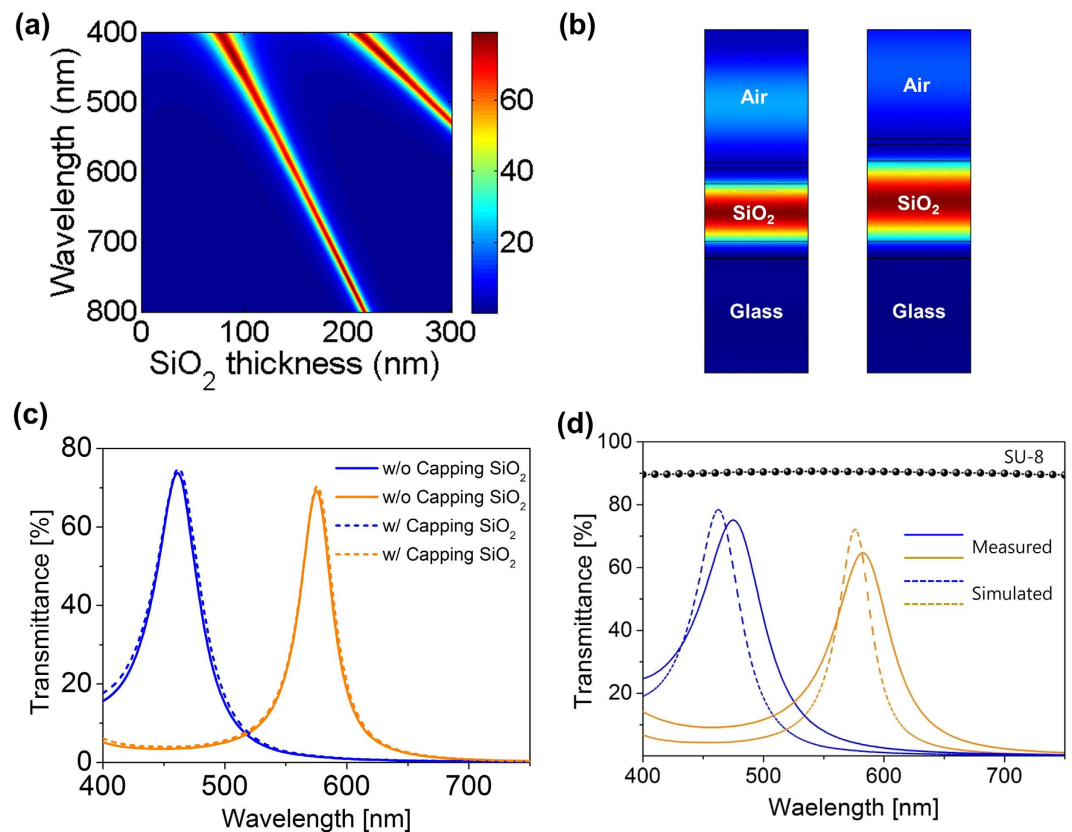 (a)
400
500
600
700
800
Wavelength (nm)
0
100
200
300
SiO₂ thickness (nm)
60
40
20
(b)
Air
SiO₂
Glass
Air
SiO₂
Glass
(c)
80
60
40
20
0
Transmittance [%]
w/o Capping SiO₂
w/o Capping SiO₂
w/ Capping SiO₂
w/ Capping SiO₂
400
500
600
700
Wavelength [nm]
(d)
100
80
60
40
20
0
Transmittance [%]
SU-8
Measured
Simulated
400
500
600
700
Waelength [nm]